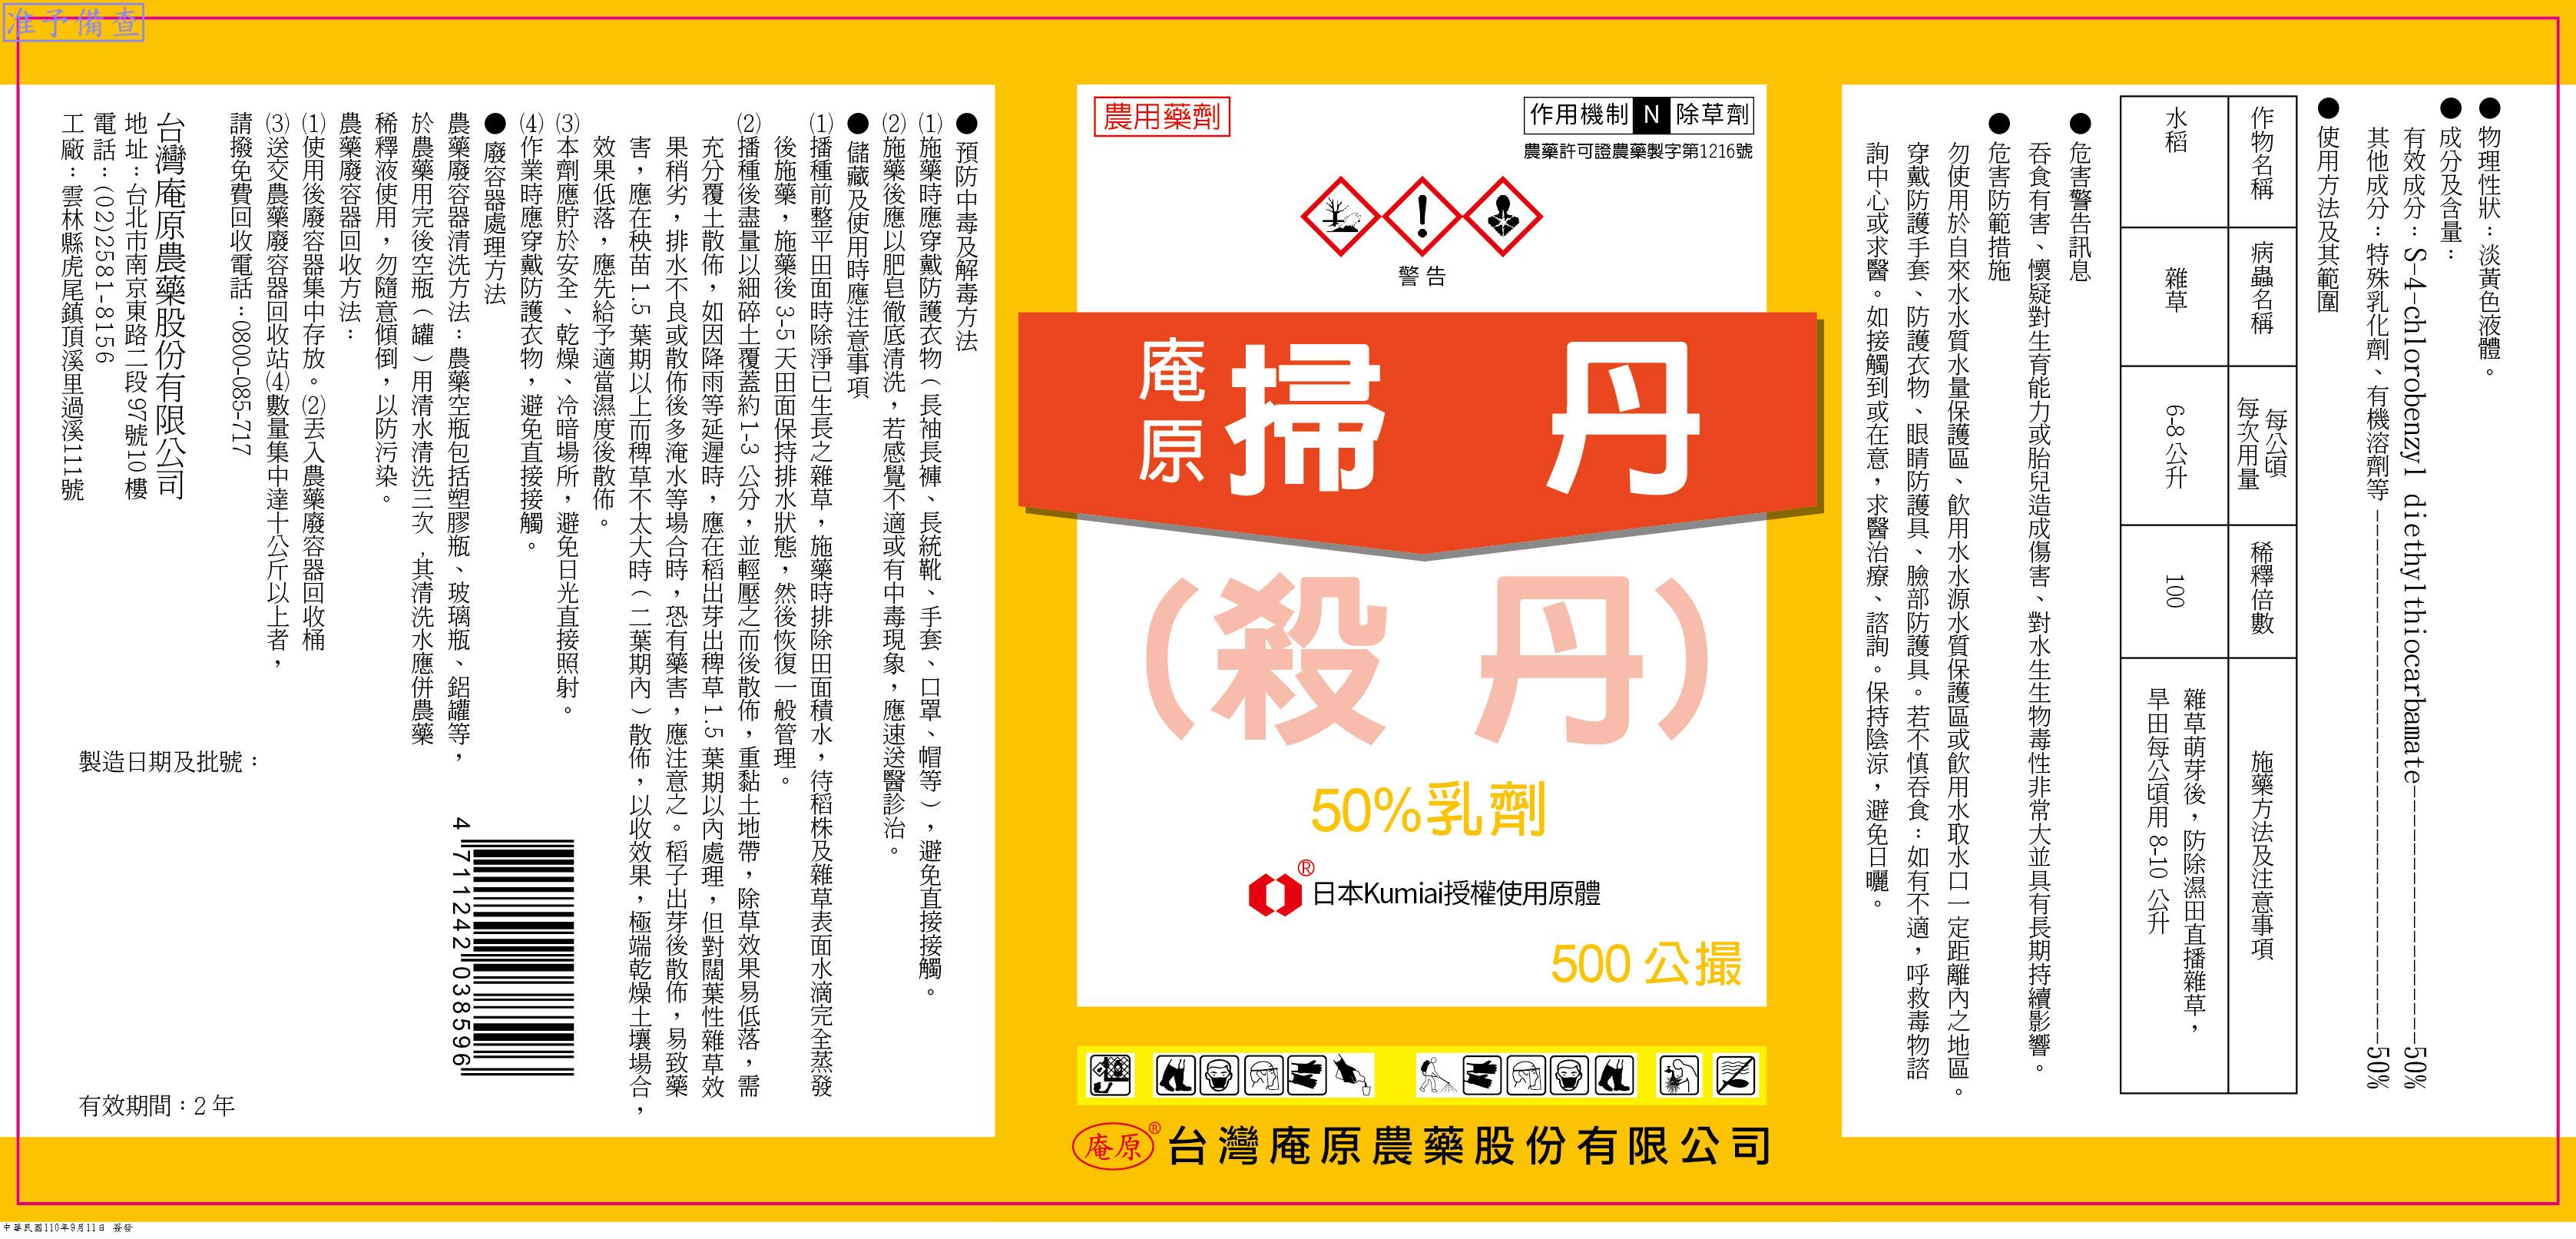 准予備查
農用藥劑
作用機制 N 除草劑
農藥許可證農藥製字第1216號
警告
庵原 掃丹
(殺丹)
50%乳劑
®
日本Kumiai授權使用原體
500 公撮
庵原® 台灣庵原農藥股份有限公司
●物理性狀：淡黃色液體。
●成分及含量：
有效成分：S-4-chlorobenzyl diethylthiocarbamate------------------------50%
其他成分：特殊乳化劑、有機溶劑等------------------------------------------------50%
●使用方法及其範圍
作物名稱 病蟲名稱 每公頃每次用量 稀釋倍數 施藥方法及注意事項
水稻 雜草 6-8 公升 100 雜草萌芽後，防除濕田直播雜草，
旱田每公頃用 8-10 公升
●危害警告訊息
吞食有害、懷疑對生育能力或胎兒造成傷害、對水生生物毒性非常大並具有長期持續影響。
●危害防範措施
勿使用於自來水水質水量保護區、飲用水水源水質保護區或飲用水取水口一定距離內之地區。
穿戴防護手套、防護衣物、眼睛防護具、臉部防護具。若不慎吞食：如有不適，呼救毒物諮
詢中心或求醫。如接觸到或在意，求醫治療、諮詢。保持陰涼，避免日曬。
●預防中毒及解毒方法
(1)施藥時應穿戴防護衣物（長袖長褲、長統靴、手套、口罩、帽等），避免直接接觸。
(2)施藥後應以肥皂徹底清洗，若感覺不適或有中毒現象，應速送醫診治。
●儲藏及使用時應注意事項
(1)播種前整平田面時除淨已生長之雜草，施藥時排除田面積水，待稻株及雜草表面水滴完全蒸發
後施藥，施藥後 3-5 天田面保持排水狀態，然後恢復一般管理。
(2)播種後盡量以細碎土覆蓋約 1-3 公分，並輕壓之而後散佈，重黏土地帶，除草效果易低落，需
充分覆土散佈，如因降雨等延遲時，應在稻出芽出稗草 1.5 葉期以內處理，但對闊葉性雜草效
果稍劣，排水不良或散佈後多淹水等場合時，恐有藥害，應注意之。稻子出芽後散佈，易致藥
害，應在秧苗 1.5 葉期以上而稗草不太大時（二葉期內）散佈，以收效果，極端乾燥土壤場合，
效果低落，應先給予適當濕度後散佈。
(3)本劑應貯於安全、乾燥、冷暗場所，避免日光直接照射。
(4)作業時應穿戴防護衣物，避免直接接觸。
●廢容器處理方法
農藥廢容器清洗方法：農藥空瓶包括塑膠瓶、玻璃瓶、鋁罐等，
於農藥用完後空瓶（罐）用清水清洗三次，其清洗水應併農藥
稀釋液使用，勿隨意傾倒，以防污染。
農藥廢容器回收方法：
(1)使用後廢容器集中存放。(2)丟入農藥廢容器回收桶
(3)送交農藥廢容器回收站(4)數量集中達十公斤以上者，
請撥免費回收電話：0800-085-717
台灣庵原農藥股份有限公司
地址：台北市南京東路二段97號10樓
電話：(02)2581-8156
工廠：雲林縣虎尾鎮頂溪里過溪111號
製造日期及批號：
4 711242 038596
有效期間：2 年
中華民國110年9月11日 簽發